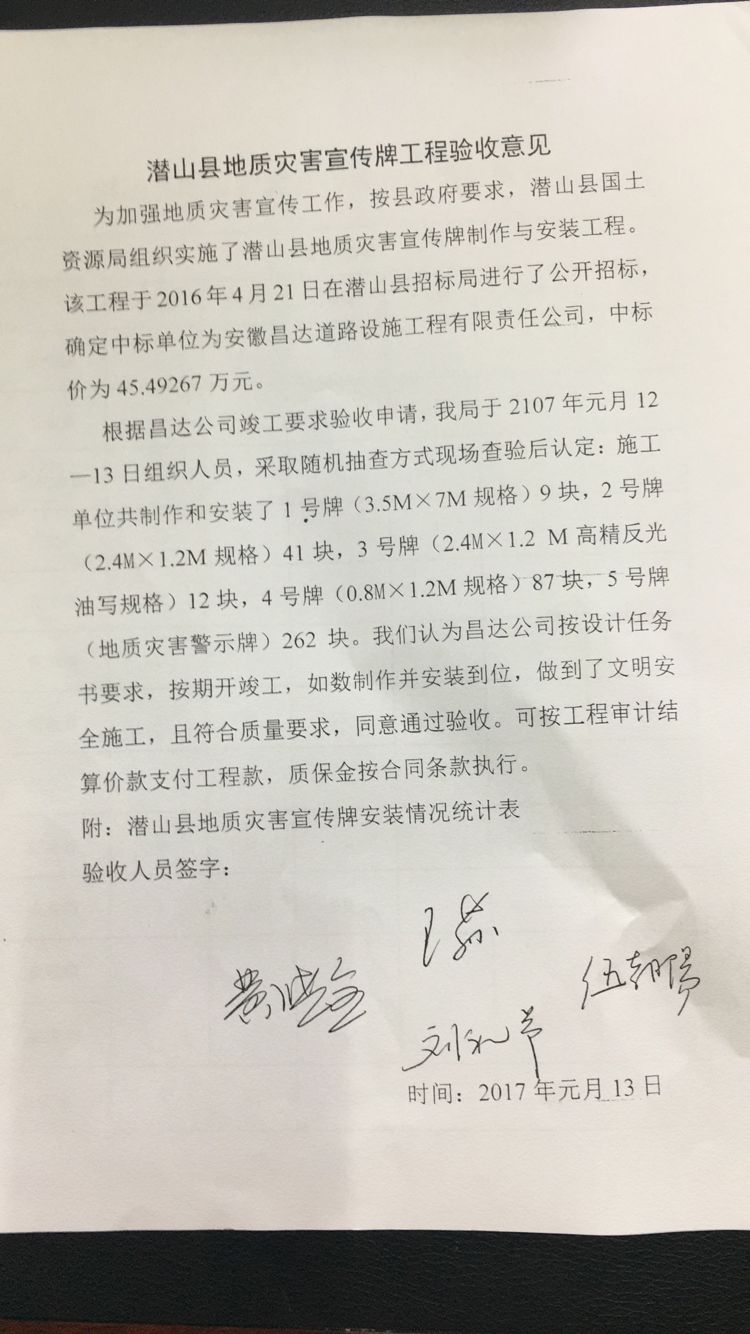 潜山县地质灾害宣传牌工程验收意见
为加强地质灾害宣传工作，按县政府要求，潜山县国土
资源局组织实施了潜山县地质灾害宣传牌制作与安装工程。
该工程于2016年4月21日在潜山县招标局进行了公开招标，
确定中标单位为安徽昌达道路设施工程有限责任公司，中标
价为45.49267万元。
根据昌达公司竣工要求验收申请，我局于2107年元月12
—13日组织人员，采取随机抽查方式现场查验后认定：施工
单位共制作和安装了1号牌（3.5M×7M规格）9块，2号牌
（2.4M×1.2M规格）41块，3号牌（2.4M×1.2 M高精反光
油写规格）12块，4号牌（0.8M×1.2M规格）87块，5号牌
（地质灾害警示牌）262 块。我们认为昌达公司按设计任务
书要求，按期开竣工，如数制作并安装到位，做到了文明安
全施工，且符合质量要求，同意通过验收。可按工程审计结
算价款支付工程款，质保金按合同条款执行。
附：潜山县地质灾害宣传牌安装情况统计表
验收人员签字：
伍朝阳
时间：2017年元月13日